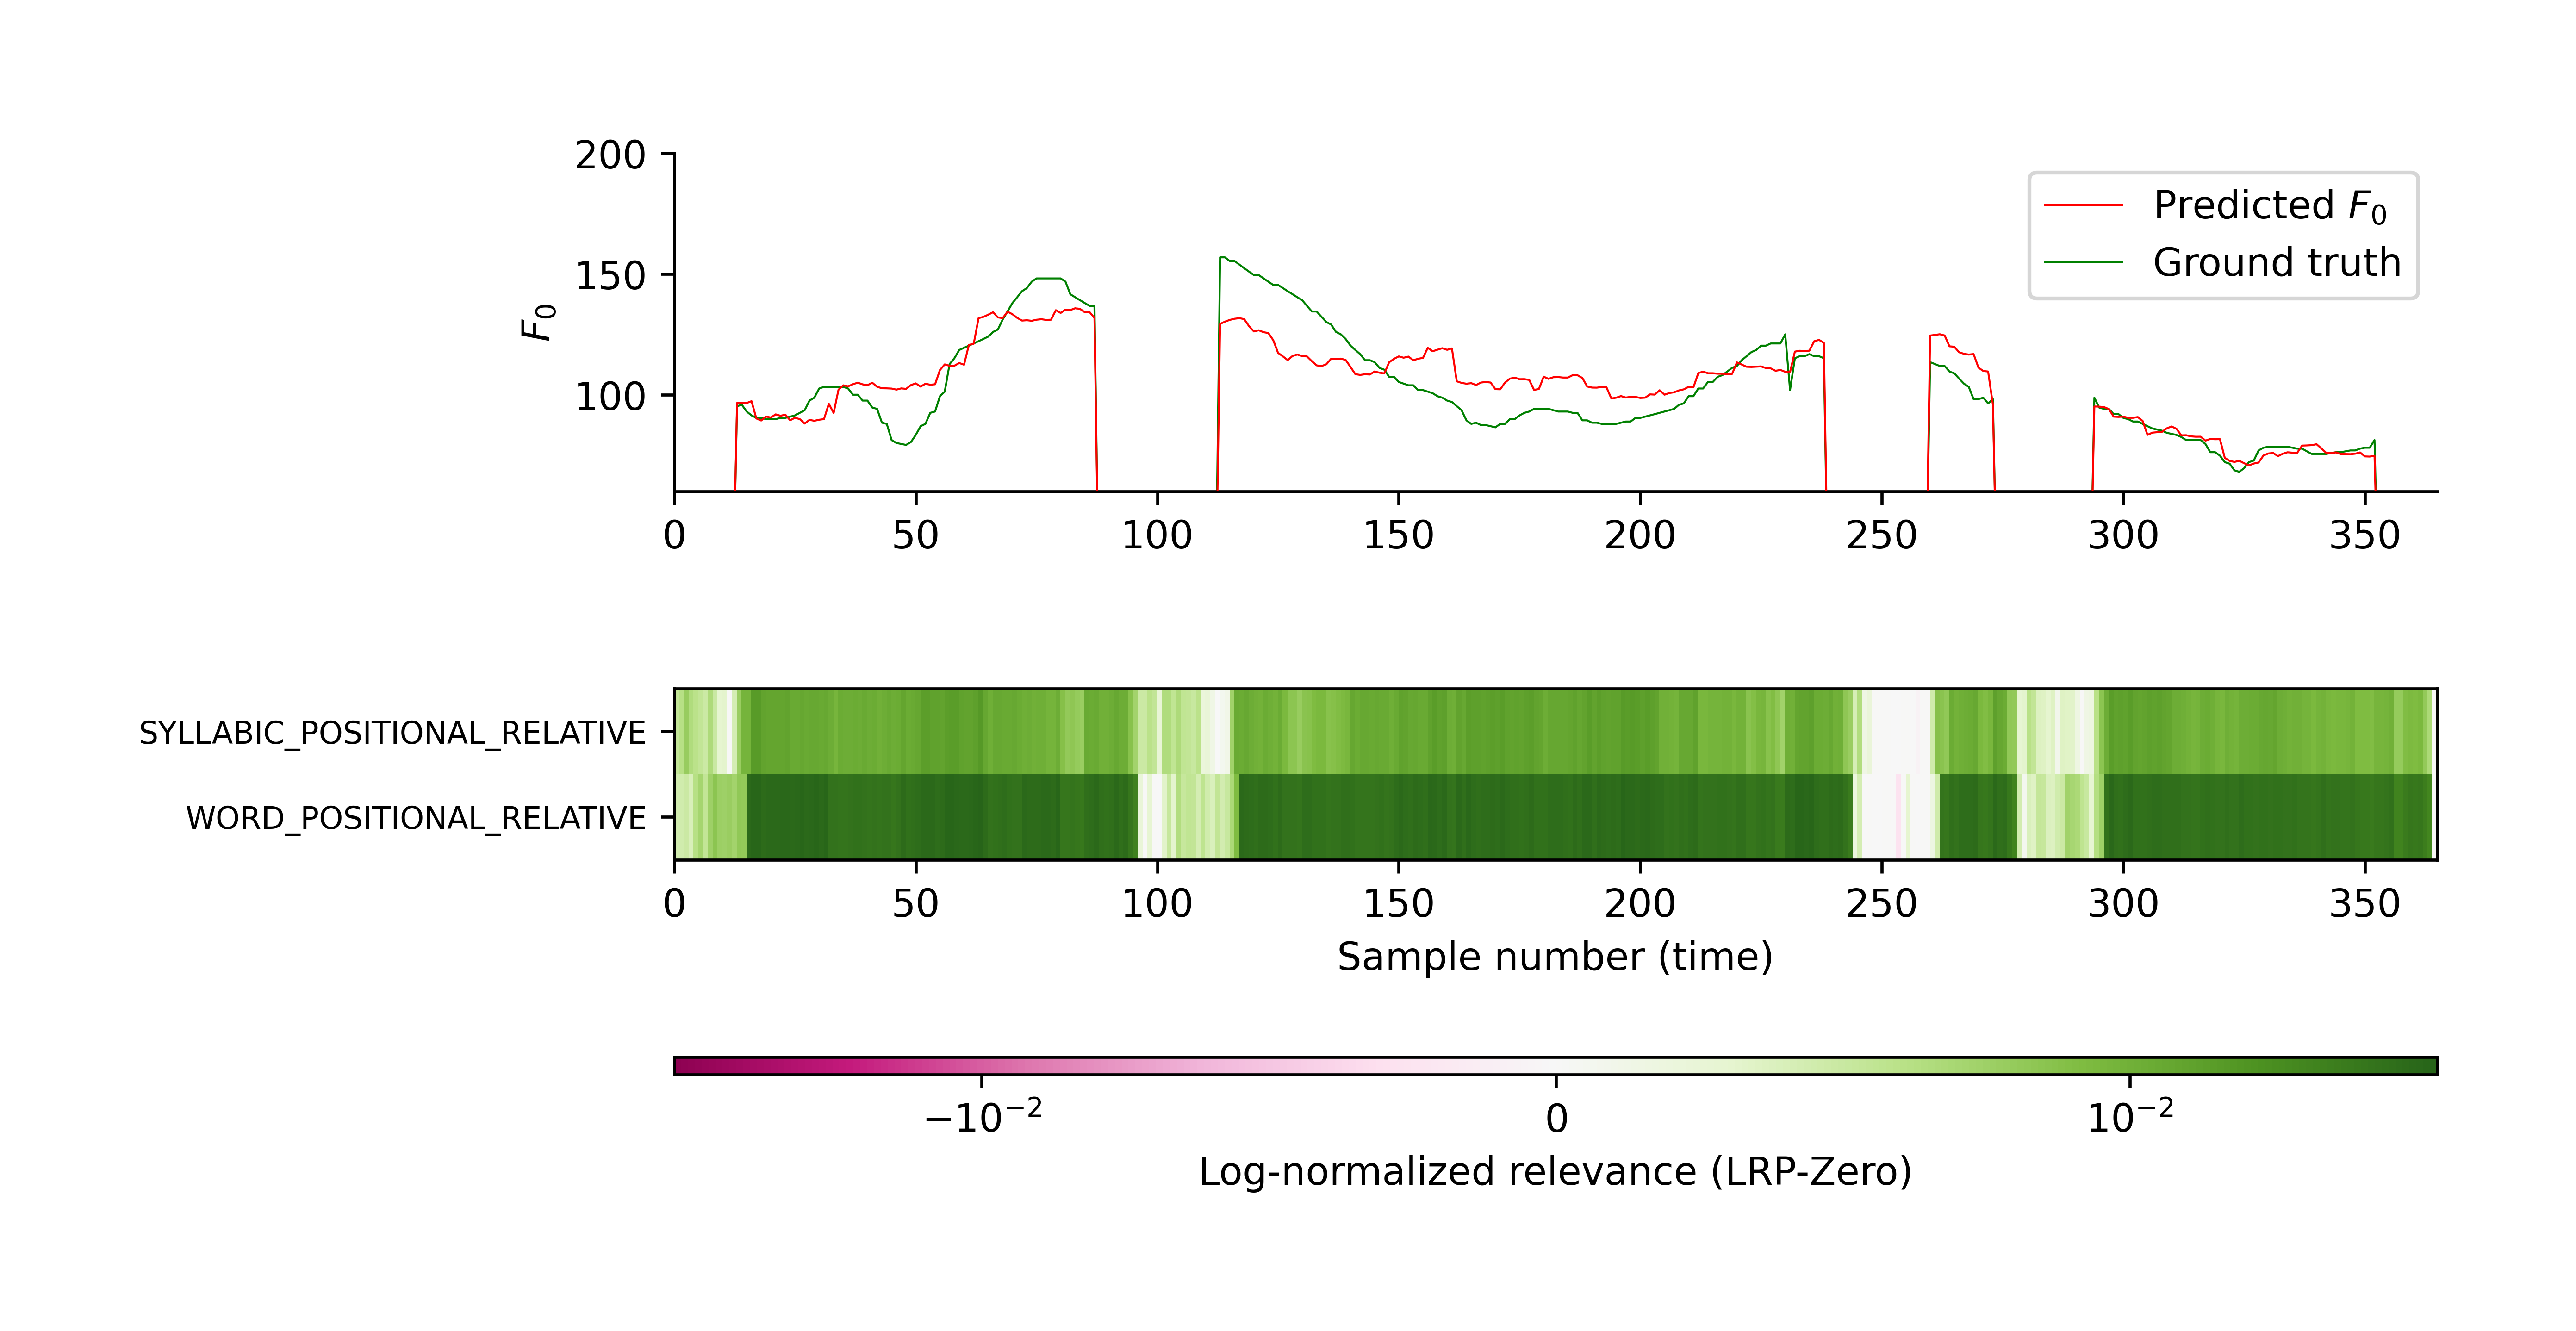 200
150
100
F₀
Predicted F₀
Ground truth
0 50 100 150 200 250 300 350
SYLLABIC_POSITIONAL_RELATIVE
WORD_POSITIONAL_RELATIVE
0 50 100 150 200 250 300 350
Sample number (time)
−10⁻² 0 10⁻²
Log-normalized relevance (LRP-Zero)